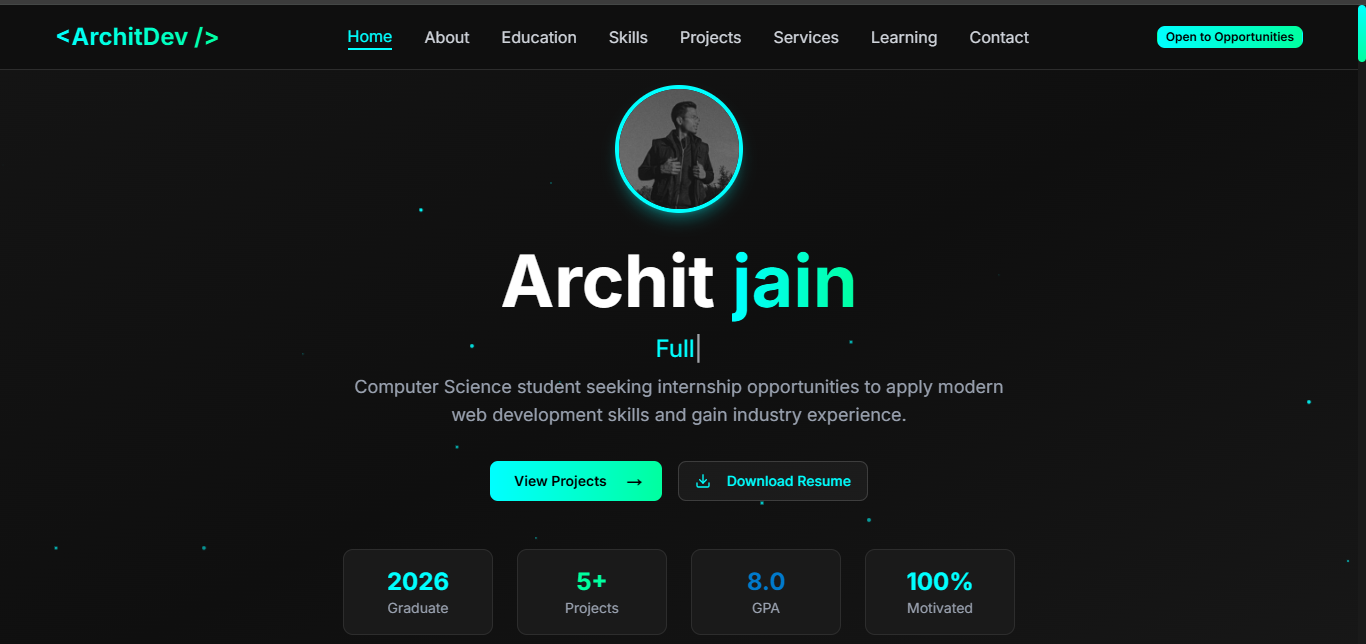 <ArchitDev />
Home About Education Skills Projects Services Learning Contact
Open to Opportunities
Archit jain
Full
Computer Science student seeking internship opportunities to apply modern
web development skills and gain industry experience.
View Projects →
Download Resume
2026 5+ 8.0 100%
Graduate Projects GPA Motivated